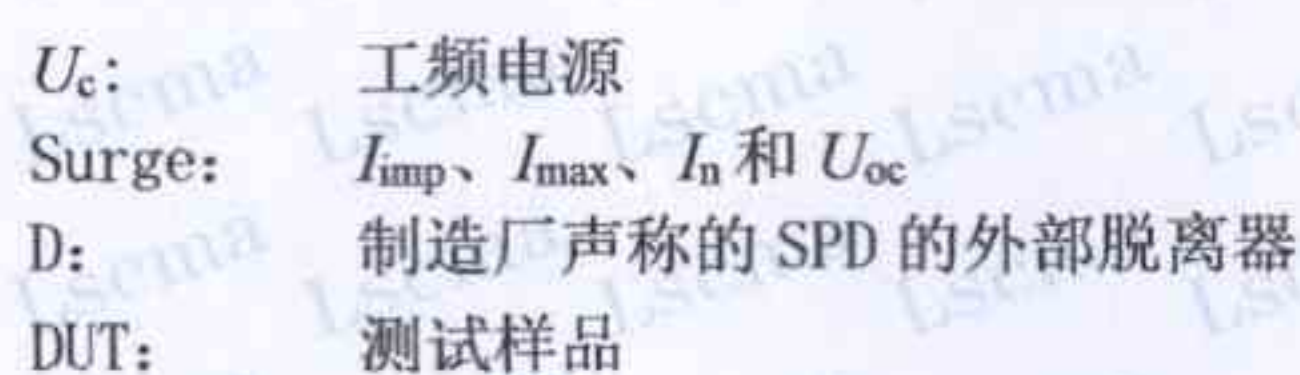 Uc: 工频电源
Surge: Iimp、Imax、In 和 Uoc
D: 制造厂声称的 SPD 的外部脱离器
DUT: 测试样品
Lsema